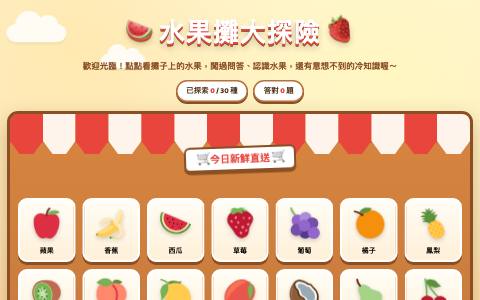 水果攤大探險
歡迎光臨！點點看攤子上的水果，闖過問答、認識水果，還有意想不到的冷知識喔～
已探索 0/30 種
答對 0 題
今日新鮮直送
蘋果
香蕉
西瓜
草莓
葡萄
橘子
鳳梨